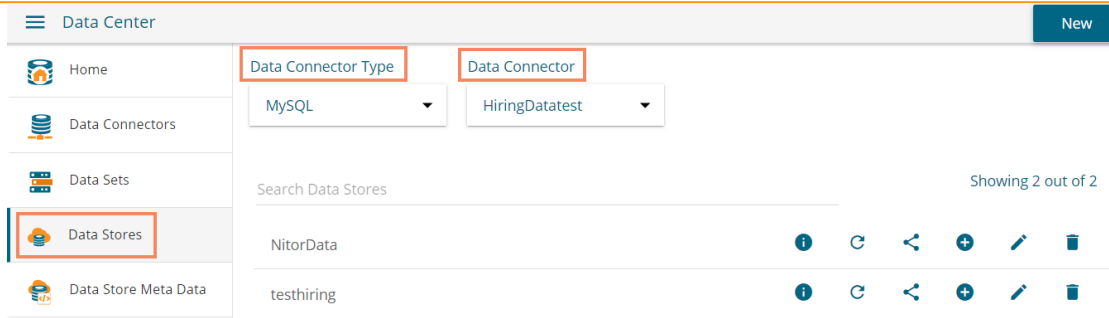 Data Center
New
Home
Data Connectors
Data Sets
Data Stores
Data Store Meta Data
Data Connector Type
Data Connector
MySQL
HiringDatatest
Search Data Stores
Showing 2 out of 2
NitorData
testhiring